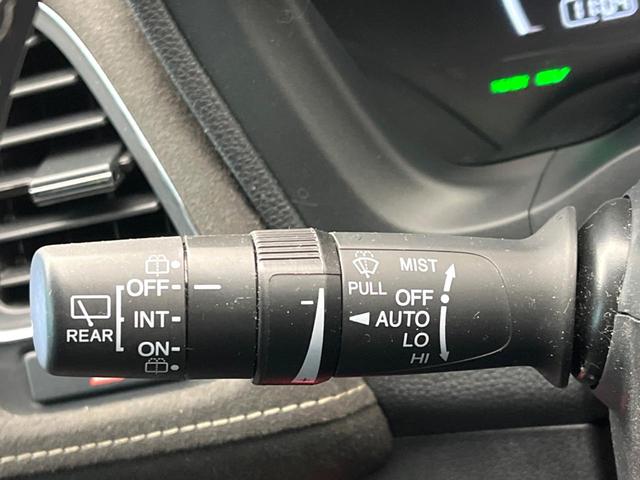 REAR
OFF
INT
ON
PULL
MIST
OFF
AUTO
LO
HI